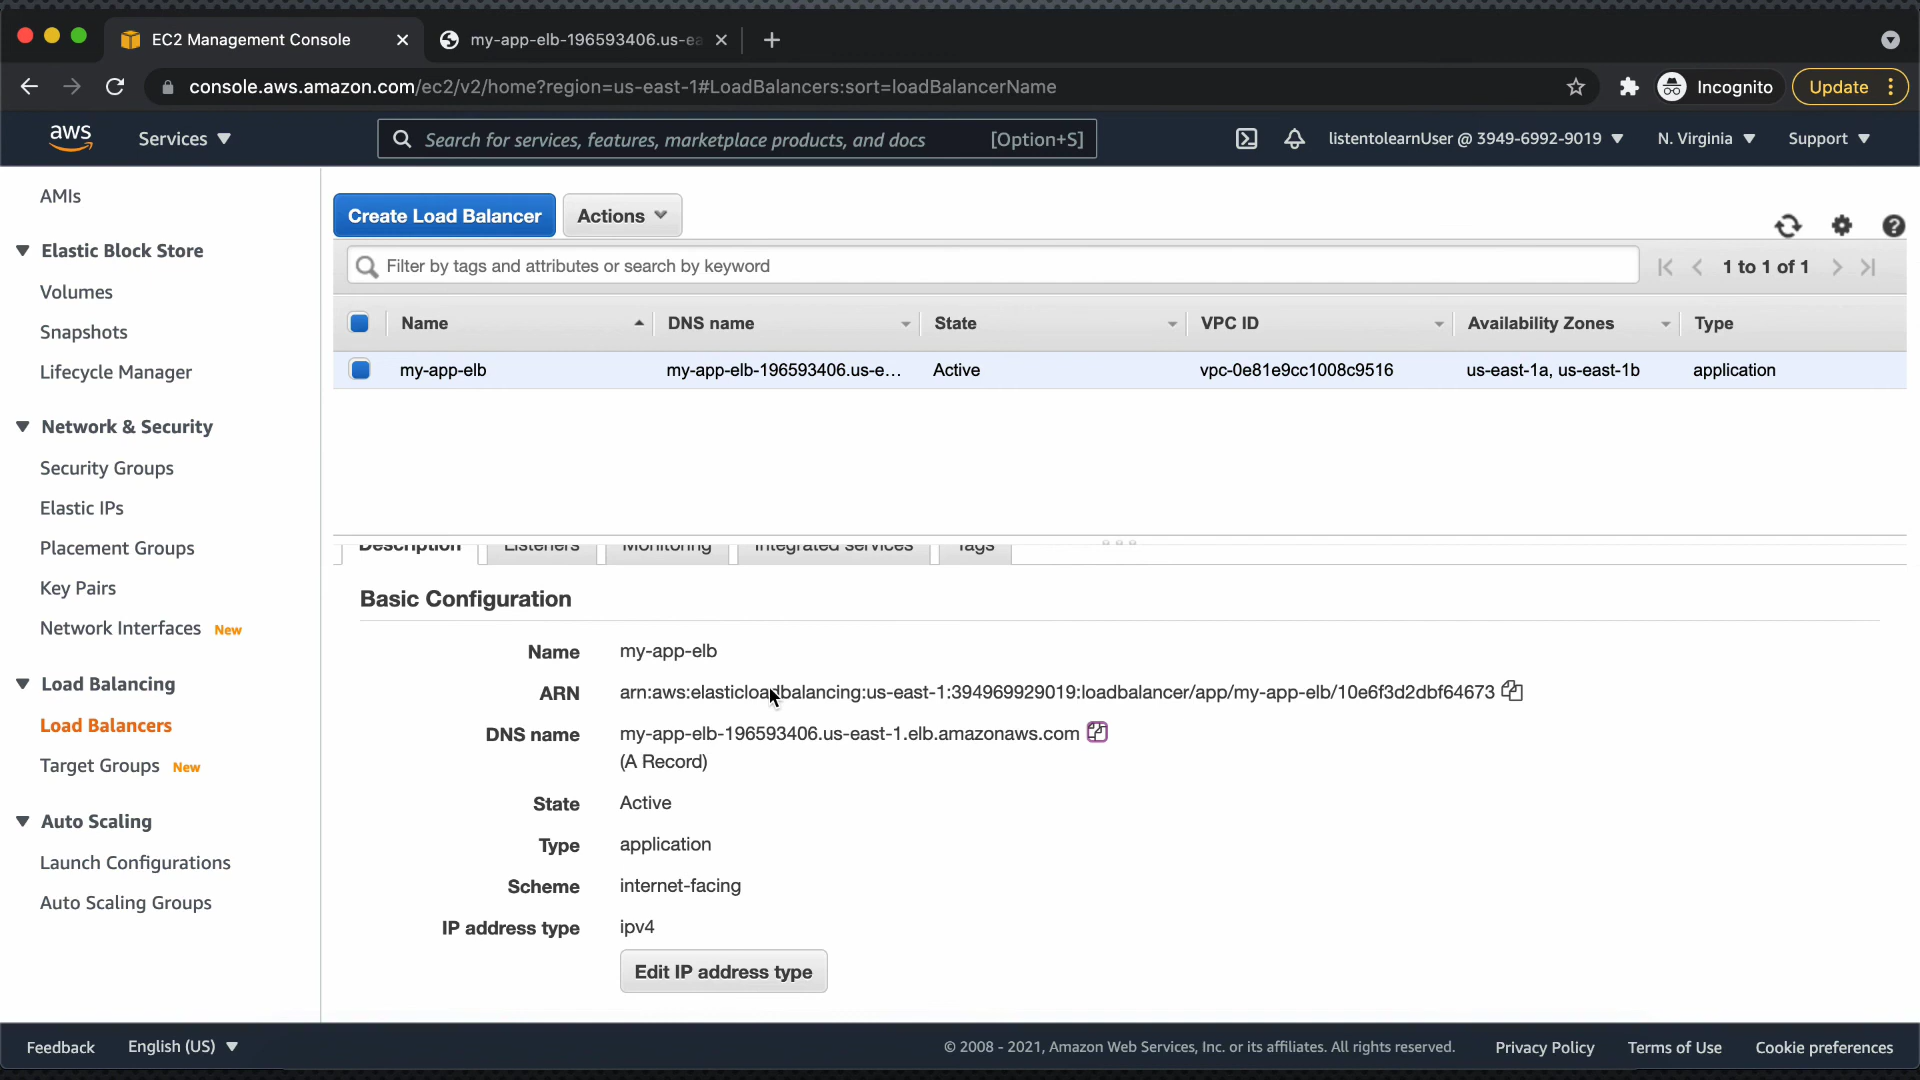 EC2 Management Console
my-app-elb-196593406.us-ea
console.aws.amazon.com/ec2/v2/home?region=us-east-1#LoadBalancers:sort=loadBalancerName
Incognito
Update
aws
Services
Search for services, features, marketplace products, and docs [Option+S]
listentolearnUser @ 3949-6992-9019
N. Virginia
Support
AMIs
Elastic Block Store
Volumes
Snapshots
Lifecycle Manager
Network & Security
Security Groups
Elastic IPs
Placement Groups
Key Pairs
Network Interfaces New
Load Balancing
Load Balancers
Target Groups New
Auto Scaling
Launch Configurations
Auto Scaling Groups
Create Load Balancer
Actions
Filter by tags and attributes or search by keyword
1 to 1 of 1
Name DNS name State VPC ID Availability Zones Type
my-app-elb my-app-elb-196593406.us-e... Active vpc-0e81e9cc1008c9516 us-east-1a, us-east-1b application
Description Listeners Monitoring Integrated services Tags
Basic Configuration
Name my-app-elb
ARN arn:aws:elasticloadbalancing:us-east-1:394969929019:loadbalancer/app/my-app-elb/10e6f3d2dbf64673
DNS name my-app-elb-196593406.us-east-1.elb.amazonaws.com
(A Record)
State Active
Type application
Scheme internet-facing
IP address type ipv4
Edit IP address type
Feedback
English (US)
© 2008 - 2021, Amazon Web Services, Inc. or its affiliates. All rights reserved.
Privacy Policy
Terms of Use
Cookie preferences